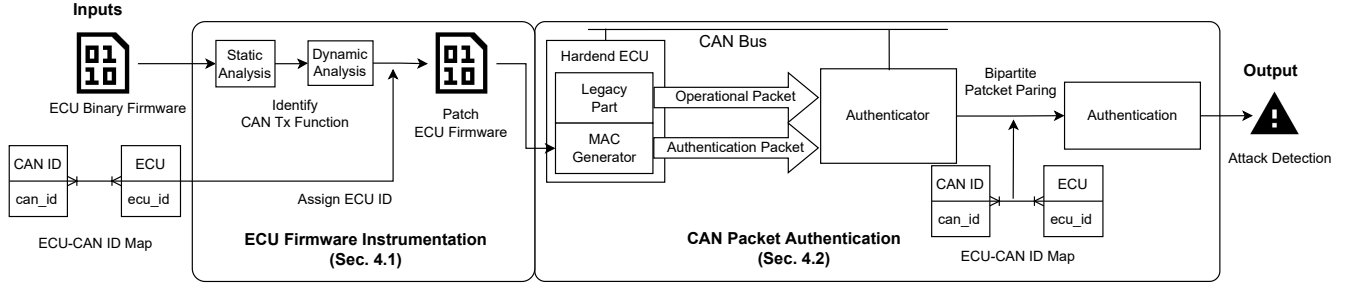 Inputs
ECU Binary Firmware
CAN ID
can_id
ECU
ecu_id
ECU-CAN ID Map
Static
Analysis
Dynamic
Analysis
Identify
CAN Tx Function
Assign ECU ID
Patch
ECU Firmware
ECU Firmware Instrumentation
(Sec. 4.1)
CAN Bus
Hardend ECU
Legacy
Part
MAC
Generator
Operational Packet
Authentication Packet
Authenticator
Bipartite
Patcket Paring
CAN ID
can_id
ECU
ecu_id
ECU-CAN ID Map
Authentication
CAN Packet Authentication
(Sec. 4.2)
Output
Attack Detection